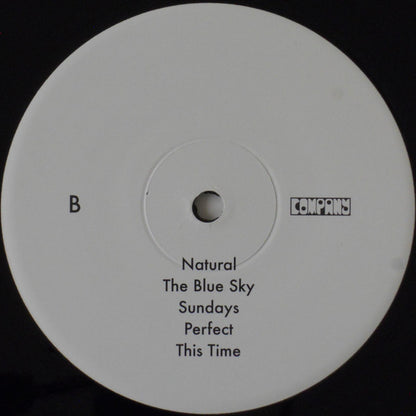 B
COMPANY
Natural
The Blue Sky
Sundays
Perfect
This Time